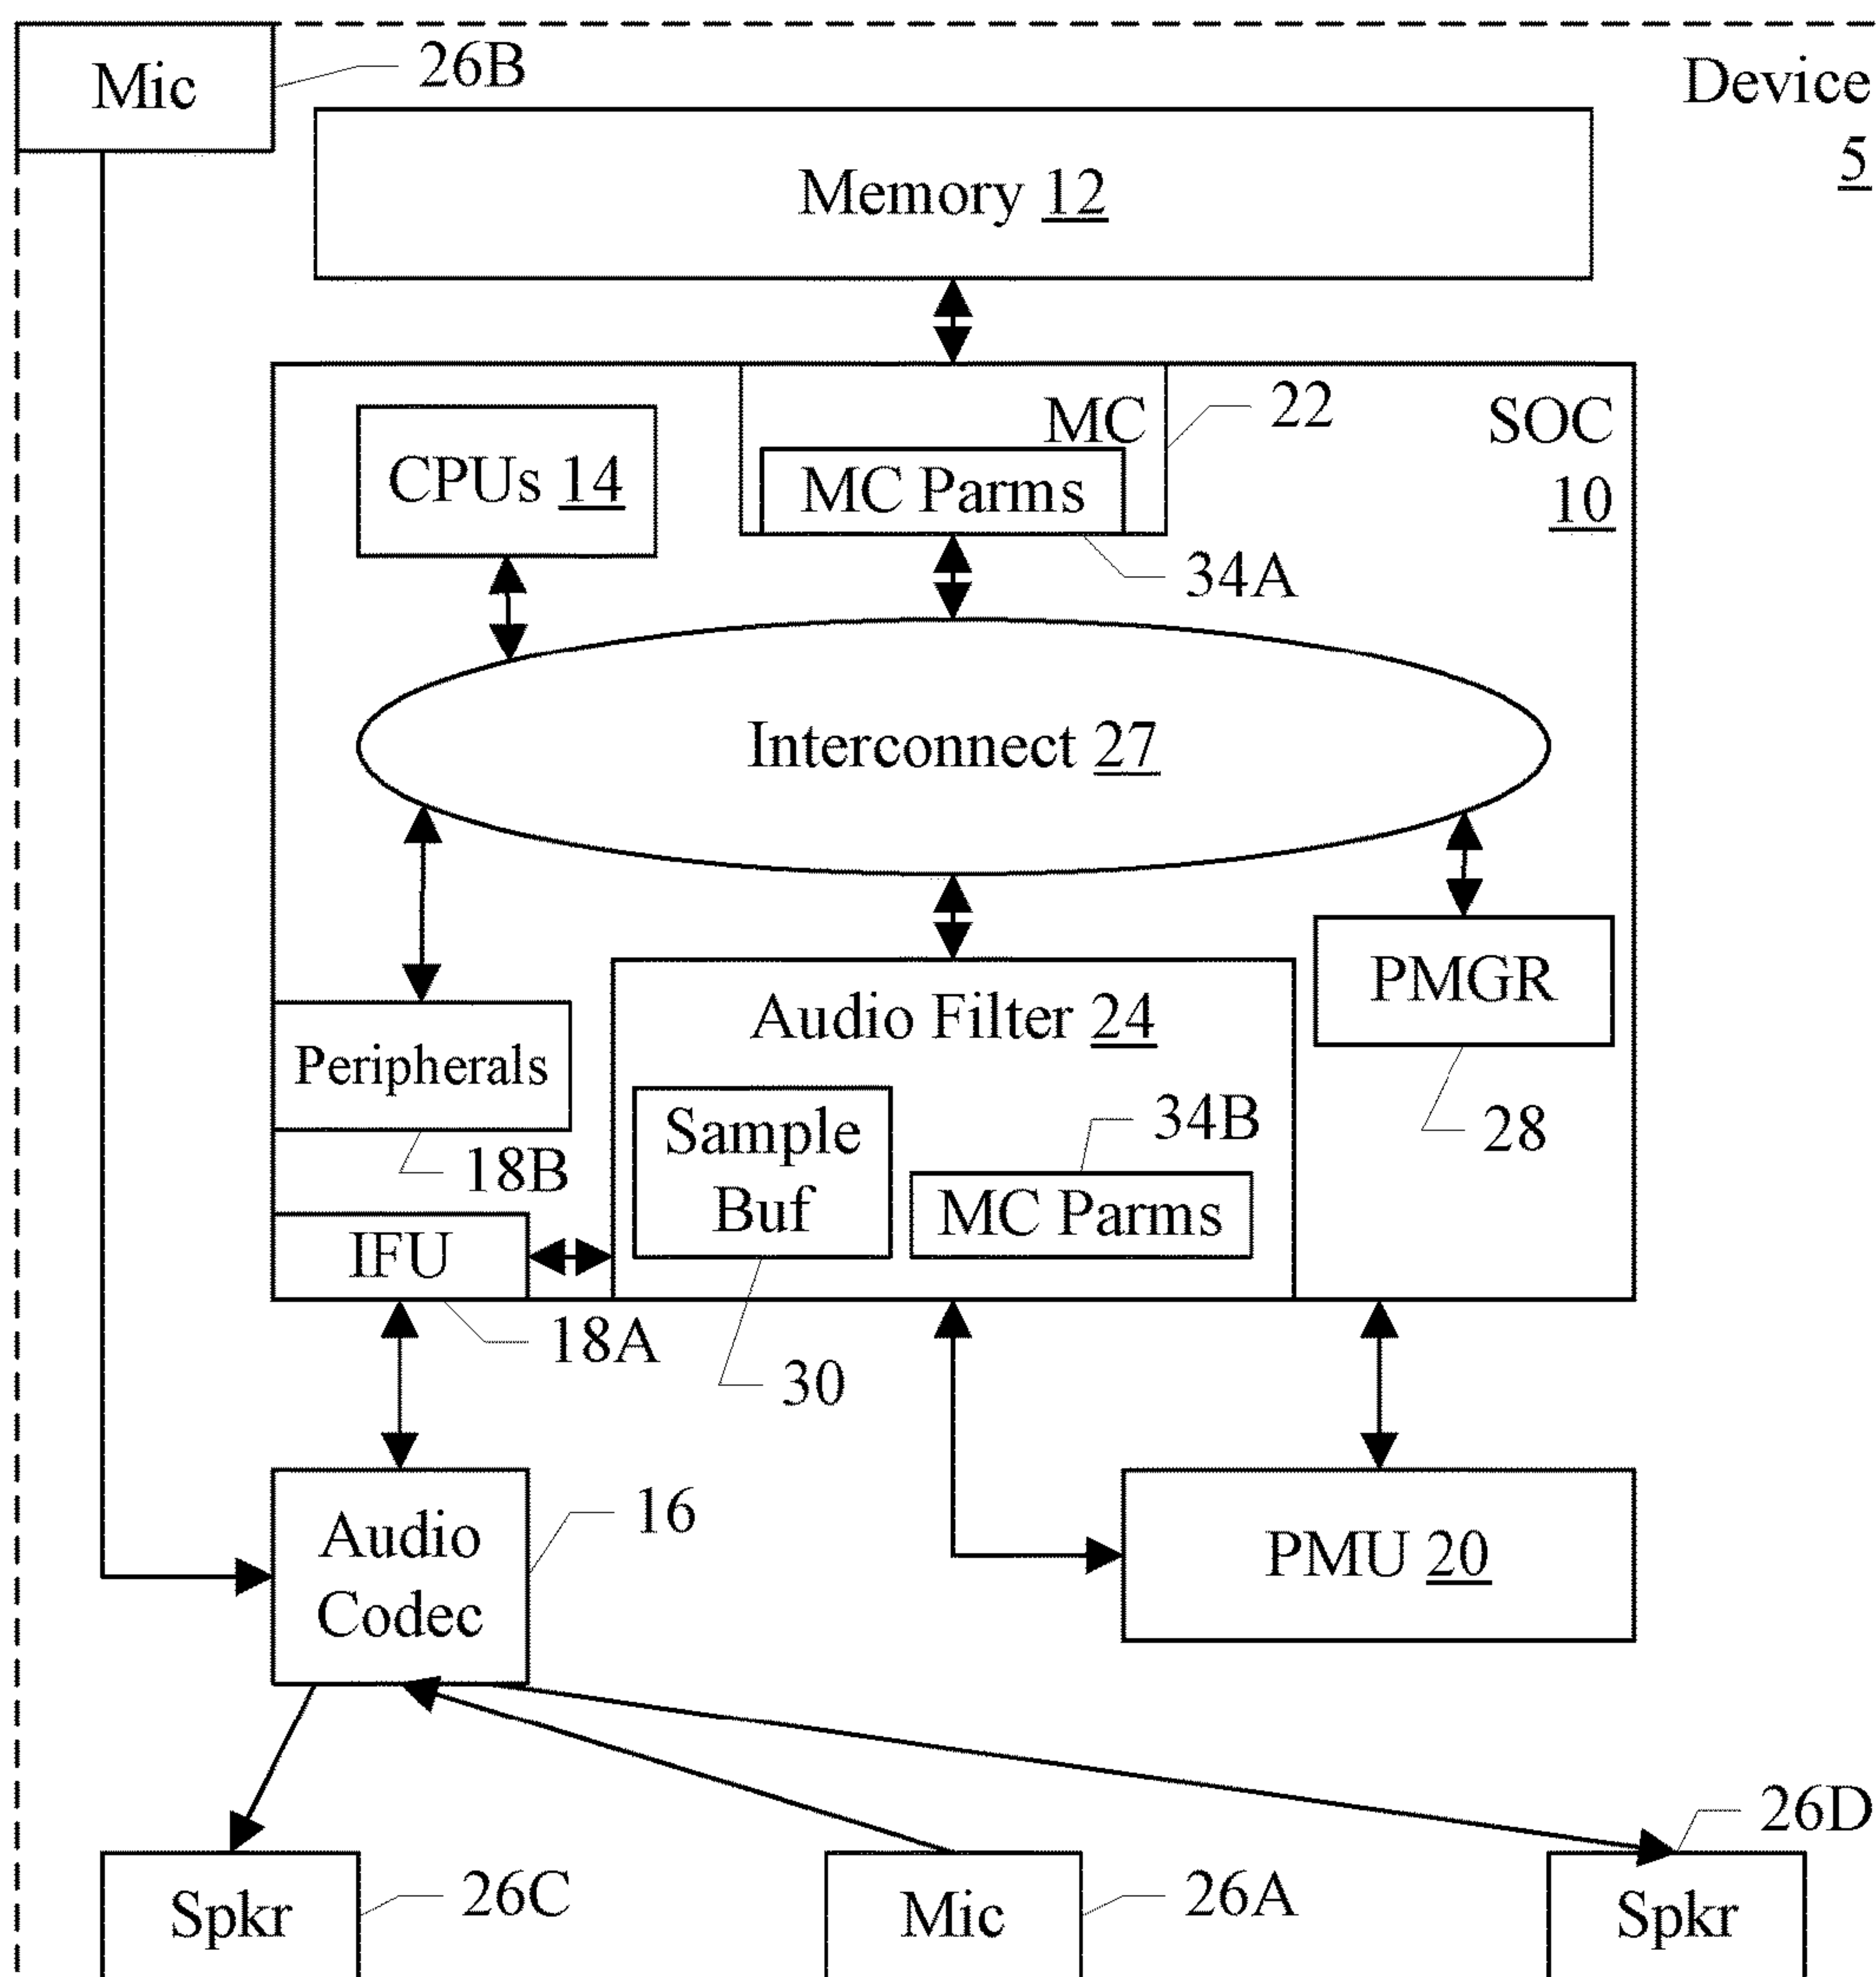 Mic
26B
Device
5
Memory 12
MC
22
SOC
10
CPUs 14
MC Parms
34A
Interconnect 27
PMGR
28
Audio Filter 24
Peripherals
18B
Sample
Buf
34B
MC Parms
IFU
18A
30
Audio
Codec
16
PMU 20
26D
Spkr
26C
Mic
26A
Spkr